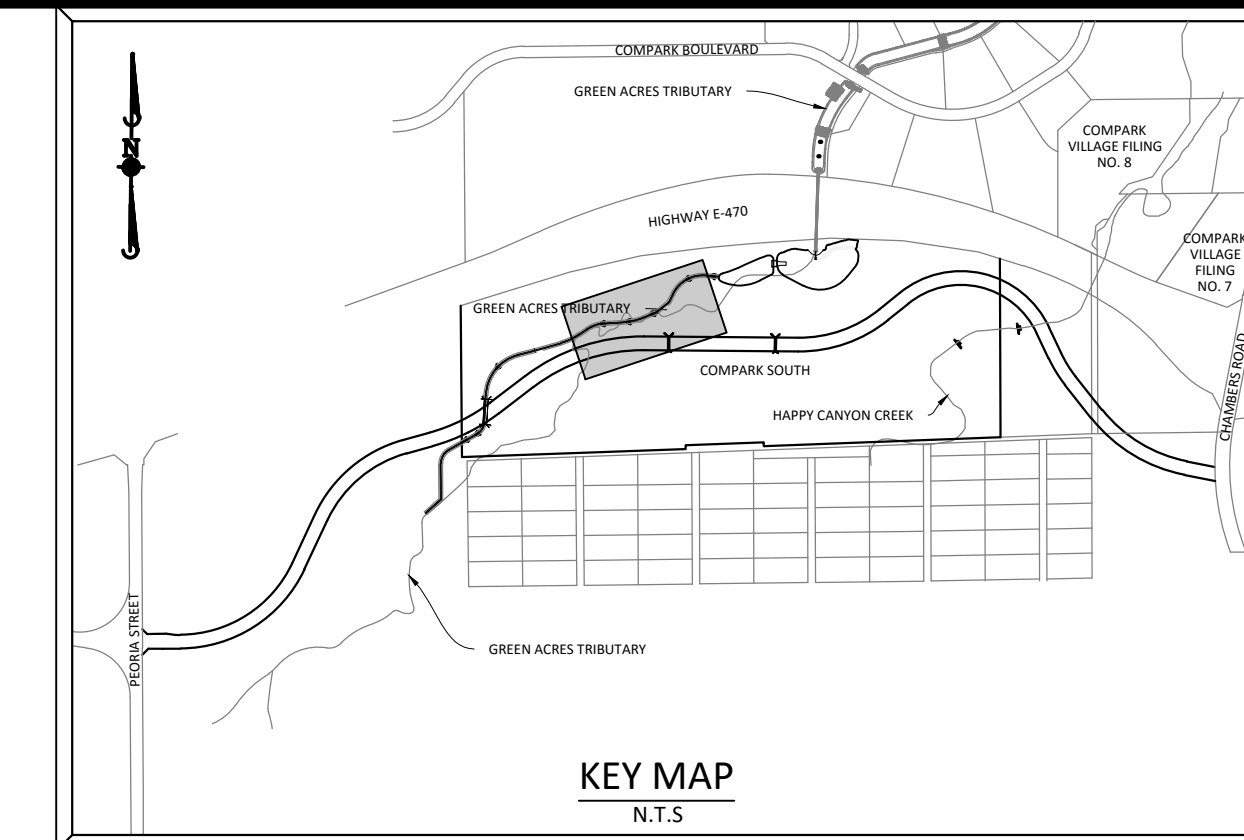 COMPARK BOULEVARD
GREEN ACRES TRIBUTARY
N
COMPARK
VILLAGE FILING
NO. 8
HIGHWAY E-470
COMPARK
VILLAGE
FILING
NO. 7
GREEN ACRES TRIBUTARY
COMPARK SOUTH
CHAMBERS ROAD
HAPPY CANYON CREEK
PEORIA STREET
GREEN ACRES TRIBUTARY
KEY MAP
N.T.S